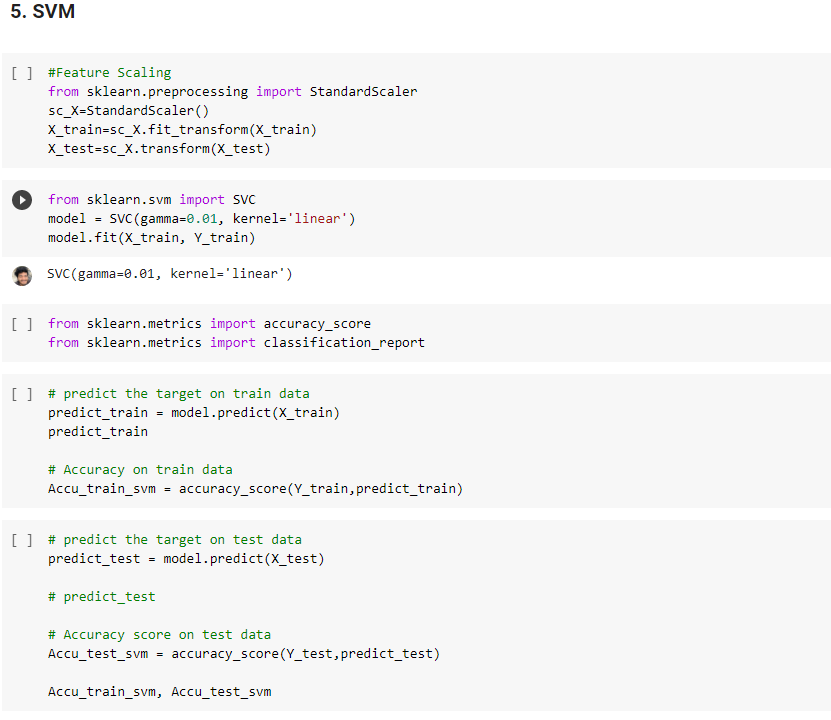 5. SVM
[ ] #Feature Scaling
from sklearn.preprocessing import StandardScaler
sc_X=StandardScaler()
X_train=sc_X.fit_transform(X_train)
X_test=sc_X.transform(X_test)
from sklearn.svm import SVC
model = SVC(gamma=0.01, kernel='linear')
model.fit(X_train, Y_train)
SVC(gamma=0.01, kernel='linear')
[ ] from sklearn.metrics import accuracy_score
from sklearn.metrics import classification_report
[ ] # predict the target on train data
predict_train = model.predict(X_train)
predict_train
# Accuracy on train data
Accu_train_svm = accuracy_score(Y_train,predict_train)
[ ] # predict the target on test data
predict_test = model.predict(X_test)
# predict_test
# Accuracy score on test data
Accu_test_svm = accuracy_score(Y_test,predict_test)
Accu_train_svm, Accu_test_svm